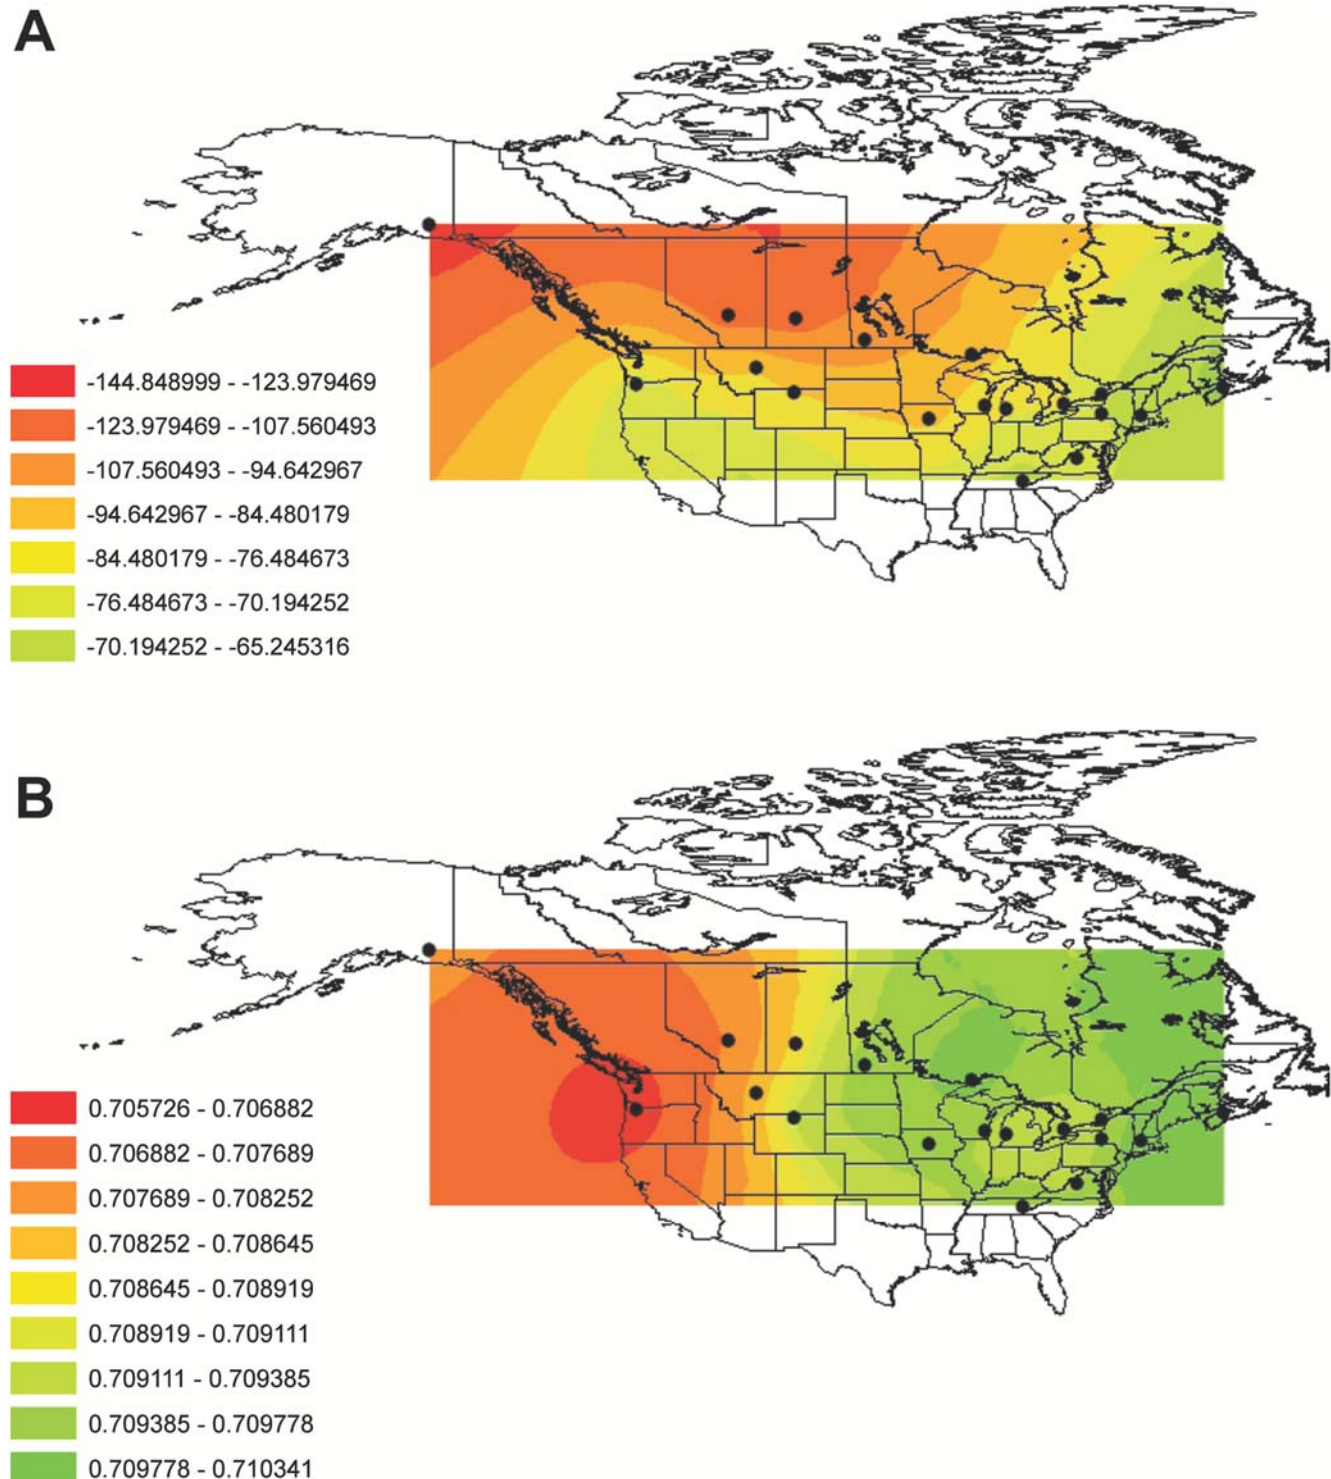 A
-144.848999 - -123.979469
-123.979469 - -107.560493
-107.560493 - -94.642967
-94.642967 - -84.480179
-84.480179 - -76.484673
-76.484673 - -70.194252
-70.194252 - -65.245316
B
0.705726 - 0.706882
0.706882 - 0.707689
0.707689 - 0.708252
0.708252 - 0.708645
0.708645 - 0.708919
0.708919 - 0.709111
0.709111 - 0.709385
0.709385 - 0.709778
0.709778 - 0.710341